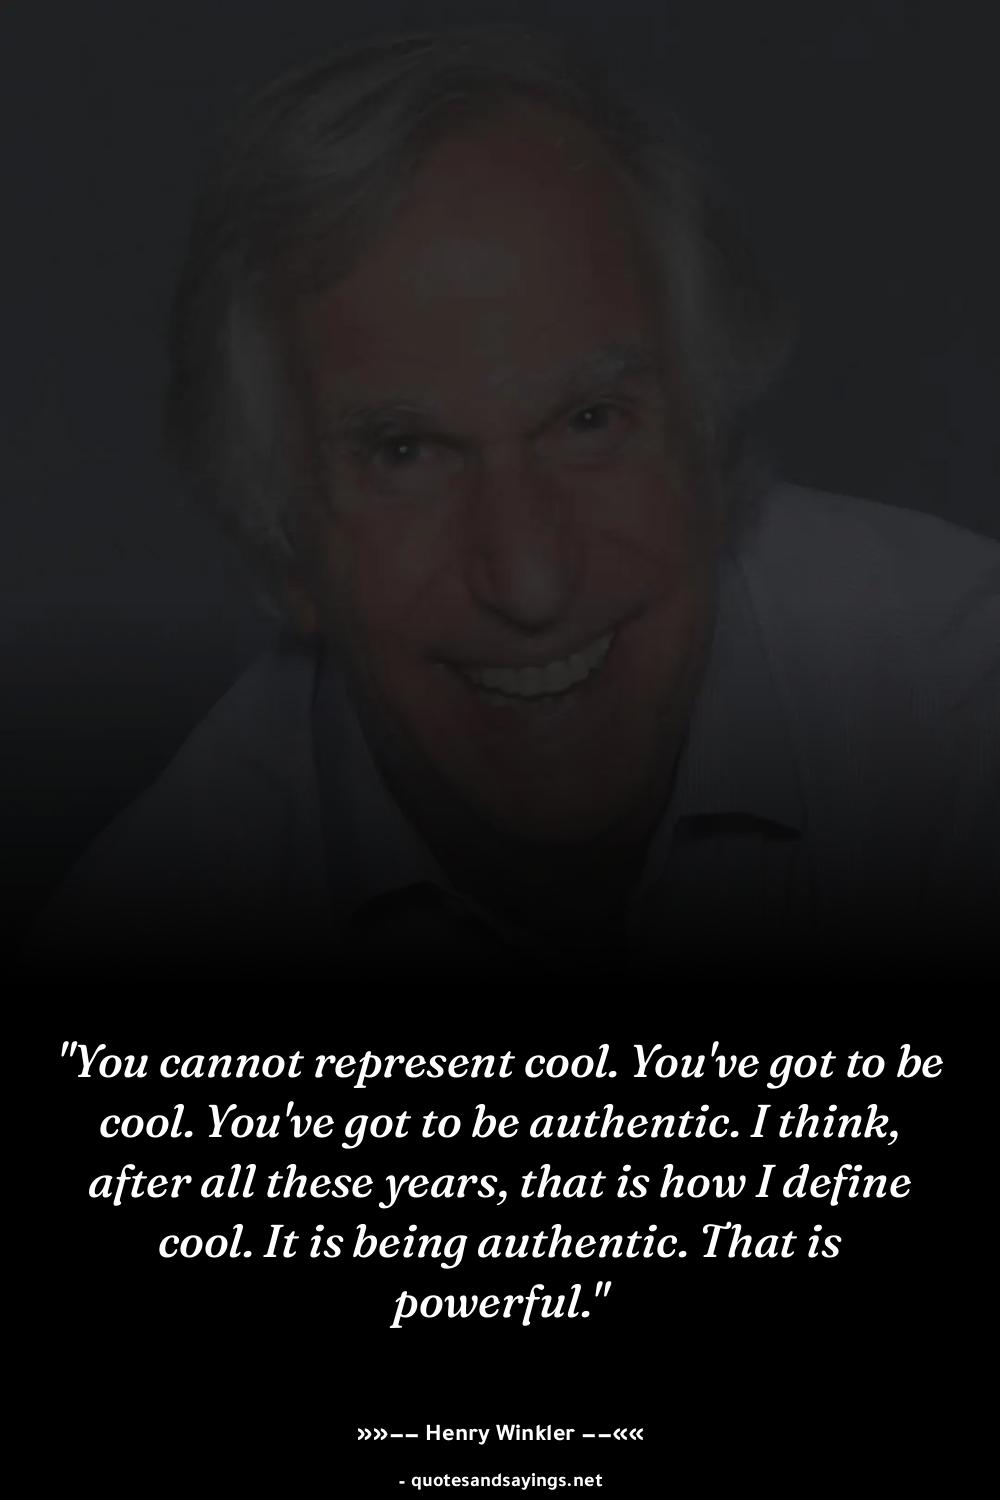 "You cannot represent cool. You've got to be
cool. You've got to be authentic. I think,
after all these years, that is how I define
cool. It is being authentic. That is
powerful."
»»−− Henry Winkler −−««
- quotesandsayings.net